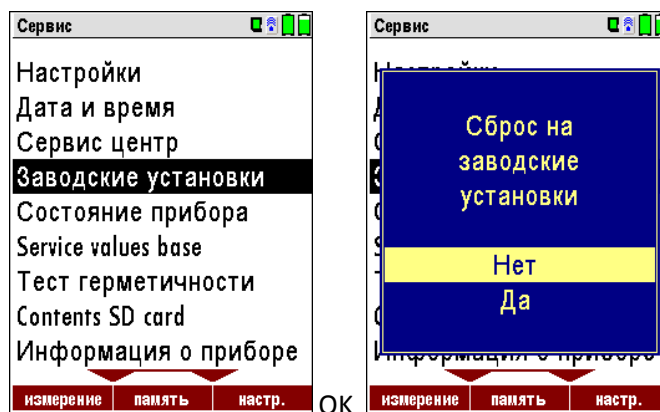 Сервис
Настройки
Дата и время
Сервис центр
Заводские установки
Состояние прибора
Service values base
Тест герметичности
Contents SD card
Информация о приборе
измерение память настр.
OK
Сервис
Сброс на
заводские
установки
Нет
Да
измерение память настр.